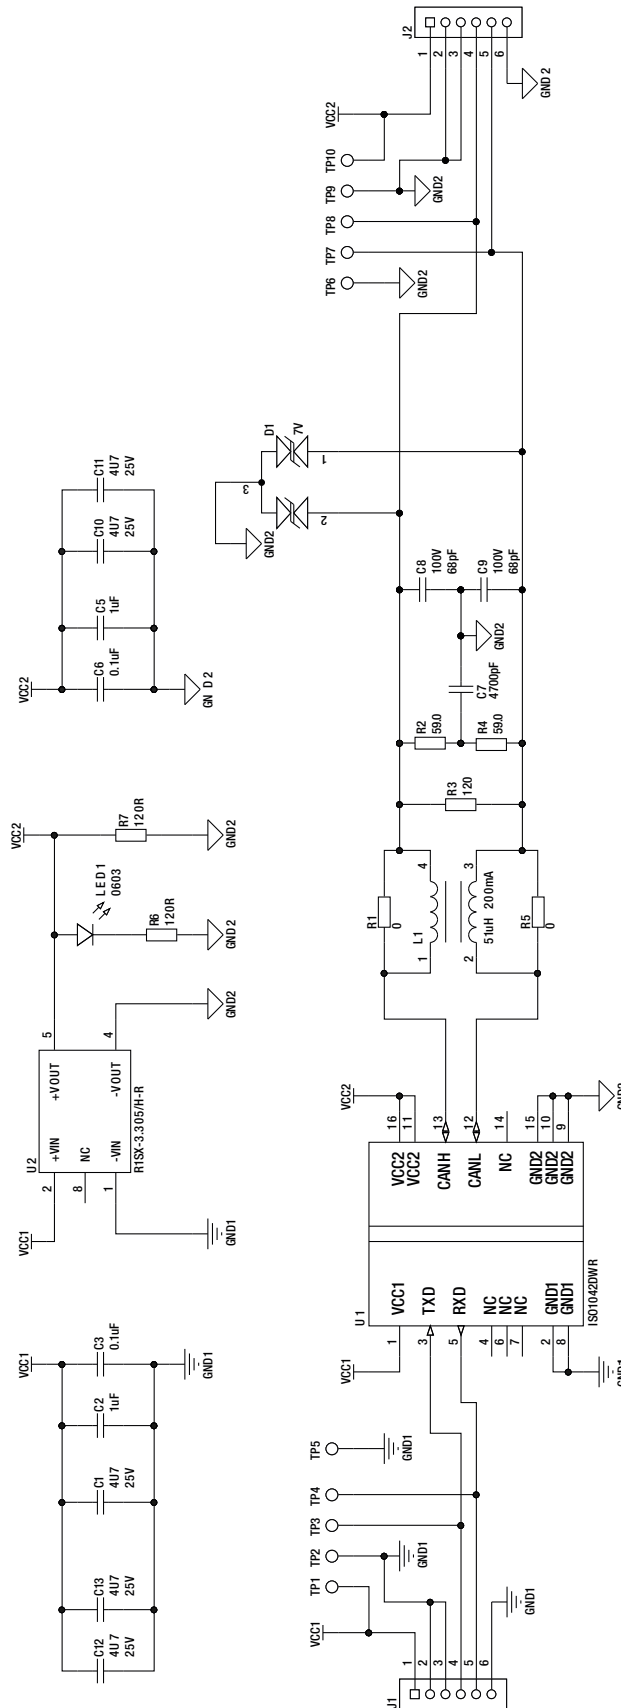 VCC1
C12
4U7
25V
C13
4U7
25V
C1
4U7
25V
C2
1uF
C3
0.1uF
GND1
VCC1
U2
2
8
1
+VIN
NC
-VIN
+VOUT
-VOUT
R1SX-3.305/H-R
5
4
GND1
VCC2
LED1
0603
R6
120R
R7
120R
GND2
GND2
GND2
VCC2
C6
0.1uF
C5
1uF
C10
4U7
25V
C11
4U7
25V
GN D2
J1
1
2
3
4
5
6
VCC1
TP1
TP2
TP3
TP4
TP5
GND1
GND1
GND1
VCC1
U1
1
3
5
4
6
7
2
8
VCC1
TXD
RXD
NC
NC
NC
GND1
GND1
GND1
ISO1042DWR
VCC2
VCC2
CANH
CANL
NC
GND2
GND2
GND2
16
11
13
12
14
15
10
9
VCC2
R1
0
L1
1
4
2
3
51uH 200mA
R5
0
R3
120
R2
59.0
R4
59.0
C7
4700pF
GND2
C8
100V
68pF
C9
100V
68pF
GND2
D1
7V
3
2
1
TP6
TP7
TP8
TP9
TP10
GND2
GND2
VCC2
J2
1
2
3
4
5
6
GND2